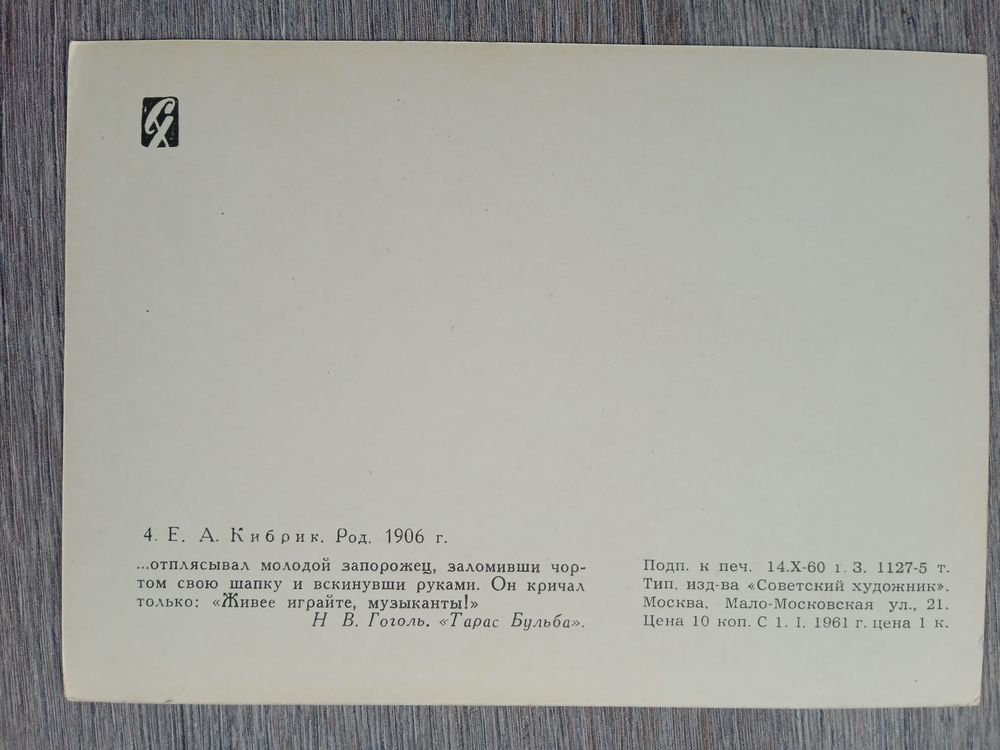 СХ
4. Е. А. Кибрик. Род. 1906 г.
...отплясывал молодой запорожец, заломивши чор-
том свою шапку и вскинувши руками. Он кричал
только: «Живее играйте, музыканты!»
Н В. Гоголь. «Тарас Бульба».
Подп. к печ. 14.X-60 г. З. 1127-5 т.
Тип. изд-ва «Советский художник».
Москва, Мало-Московская ул., 21.
Цена 10 коп. С 1. I. 1961 г. цена 1 к.